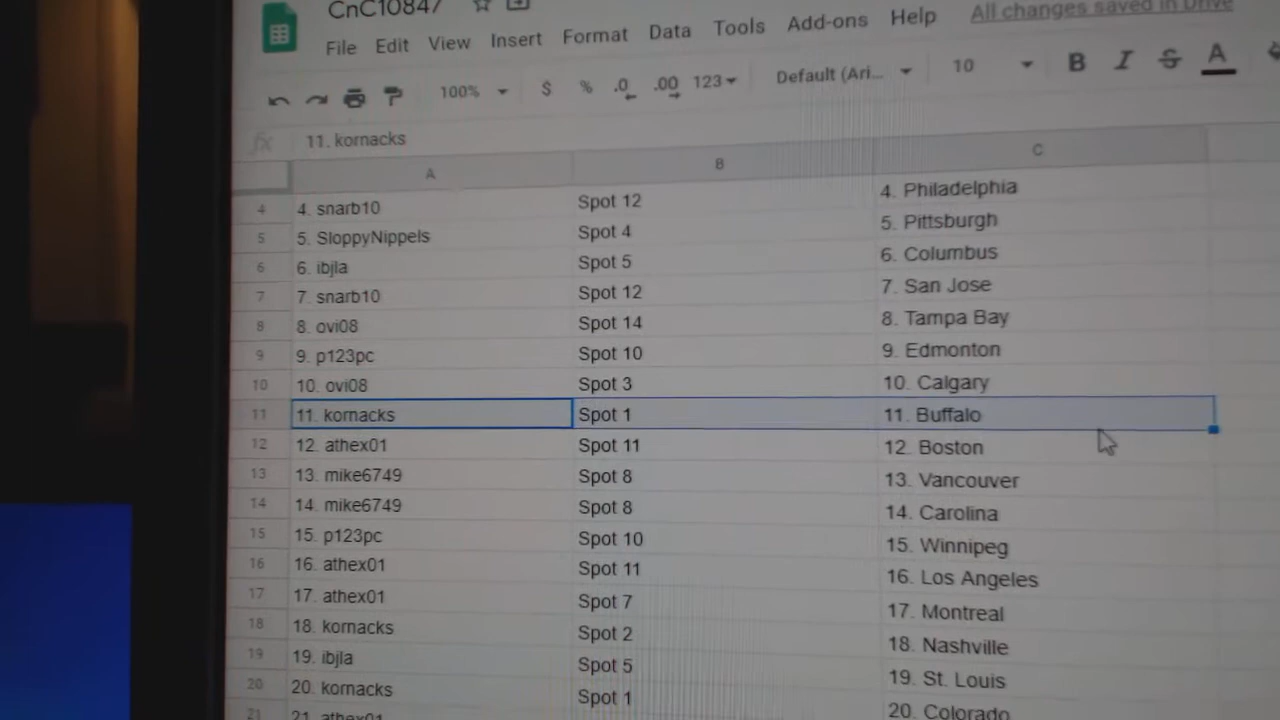 CnC10847
File Edit View Insert Format Data Tools Add-ons Help All changes saved in Drive
100% $ % .0 .00 123 Default (Ari... 10 B I S A
fx 11. kornacks
A B C
4 4. snarb10 Spot 12 4. Philadelphia
5 5. SloppyNippels Spot 4 5. Pittsburgh
6 6. ibjla Spot 5 6. Columbus
7 7. snarb10 Spot 12 7. San Jose
8 8. ovi08 Spot 14 8. Tampa Bay
9 9. p123pc Spot 10 9. Edmonton
10 10. ovi08 Spot 3 10. Calgary
11 11. kornacks Spot 1 11. Buffalo
12 12. athex01 Spot 11 12. Boston
13 13. mike6749 Spot 8 13. Vancouver
14 14. mike6749 Spot 8 14. Carolina
15 15. p123pc Spot 10 15. Winnipeg
16 16. athex01 Spot 11 16. Los Angeles
17 17. athex01 Spot 7 17. Montreal
18 18. kornacks Spot 2 18. Nashville
19 19. ibjla Spot 5 19. St. Louis
20 20. kornacks Spot 1 20. Colorado
21 21. athex01